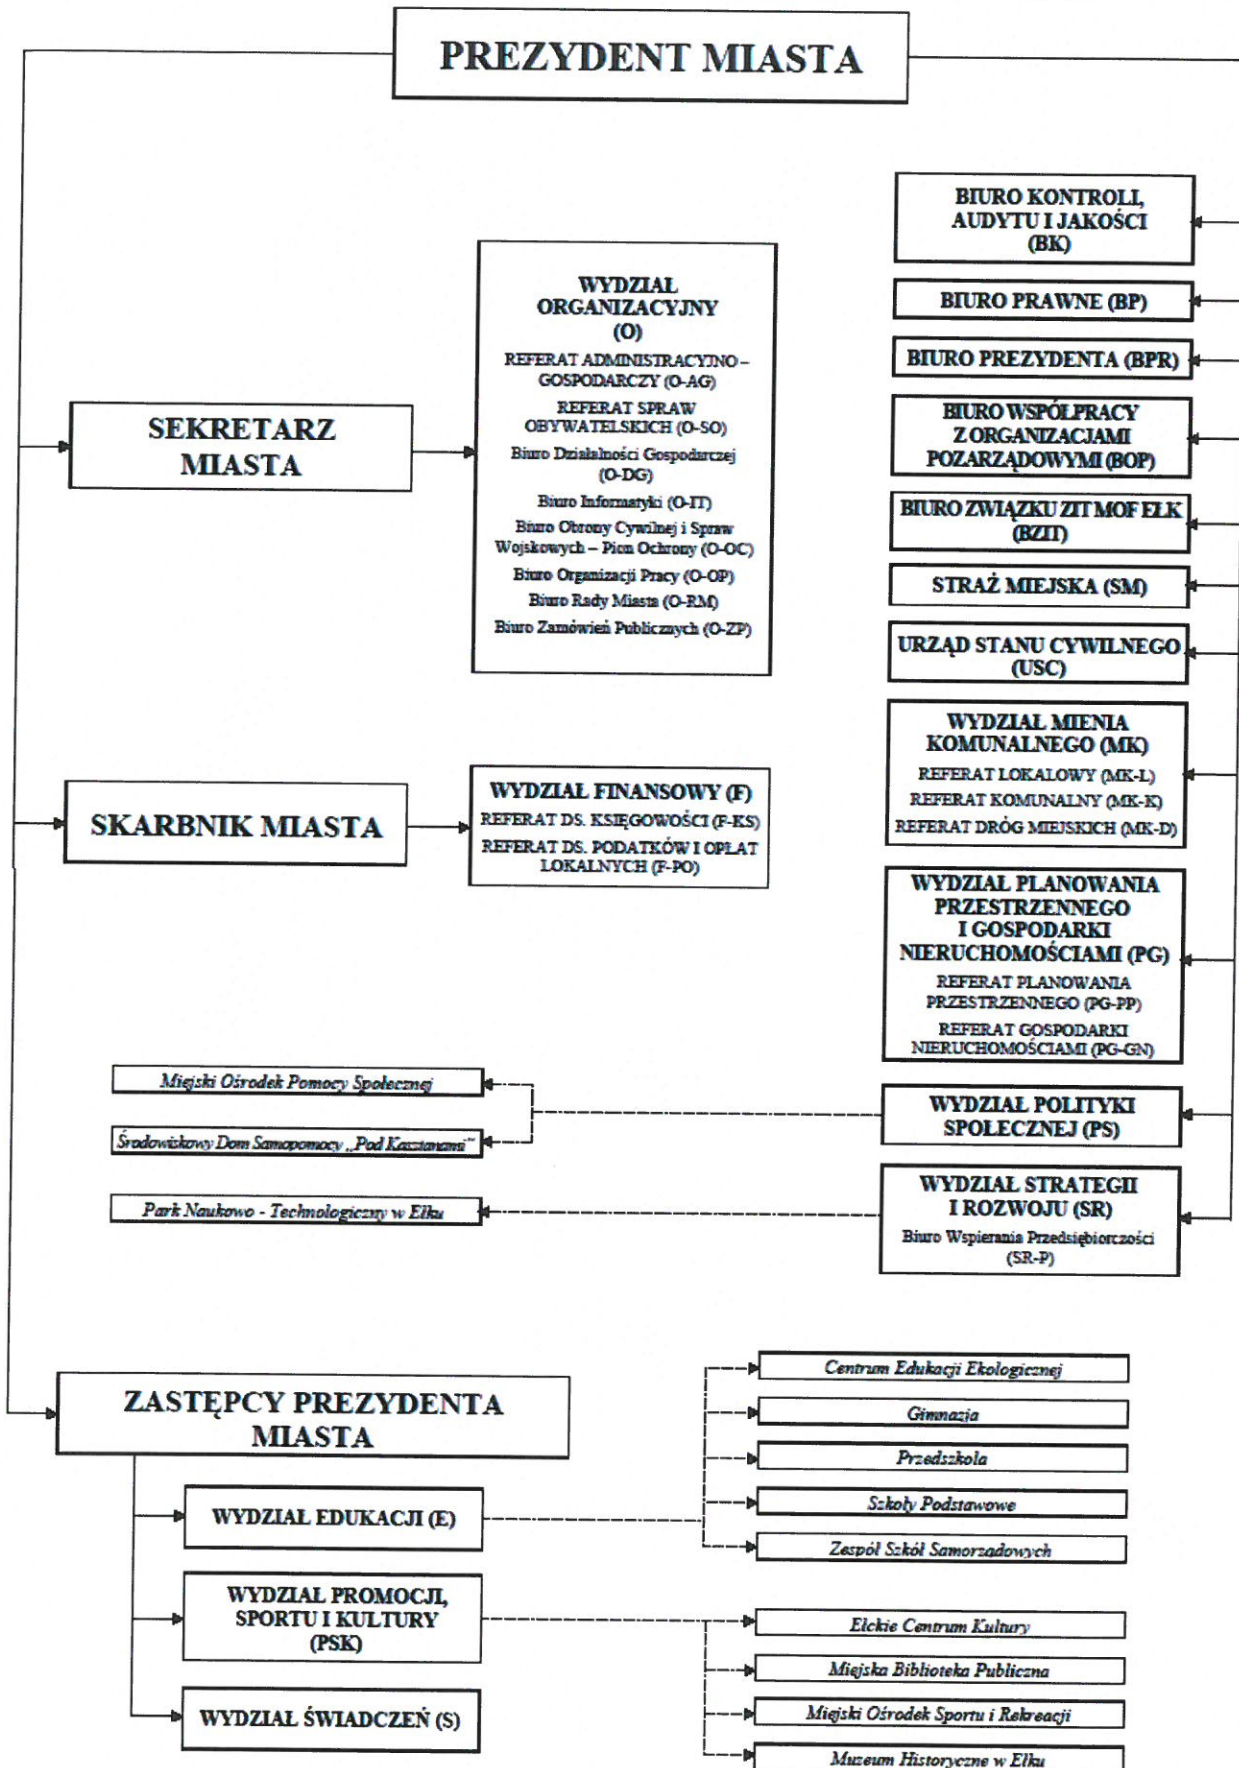 PREZYDENT MIASTA
BIURO KONTROLI,
AUDYTU I JAKOŚCI
(BK)
BIURO PRAWNE (BP)
BIURO PREZYDENTA (BPR)
BIURO WSPÓŁPRACY
Z ORGANIZACJAMI
POZARZĄDOWYMI (BOP)
BIURO ZWIĄZKU ZIT MOF EŁK
(BZIT)
STRAŻ MIEJSKA (SM)
URZĄD STANU CYWILNEGO
(USC)
WYDZIAŁ MIENIA
KOMUNALNEGO (MK)
REFERAT LOKALOWY (MK-L)
REFERAT KOMUNALNY (MK-K)
REFERAT DRÓG MIEJSKICH (MK-D)
WYDZIAŁ PLANOWANIA
PRZESTRZENNEGO
I GOSPODARKI
NIERUCHOMOŚCIAMI (PG)
REFERAT PLANOWANIA
PRZESTRZENNEGO (PG-PP)
REFERAT GOSPODARKI
NIERUCHOMOŚCIAMI (PG-GN)
WYDZIAŁ POLITYKI
SPOŁECZNEJ (PS)
WYDZIAŁ STRATEGII
I ROZWOJU (SR)
Biuro Wspierania Przedsiębiorczości
(SR-P)
SEKRETARZ
MIASTA
WYDZIAŁ
ORGANIZACYJNY
(O)
REFERAT ADMINISTRACYJNO –
GOSPODARCZY (O-AG)
REFERAT SPRAW
OBYWATELSKICH (O-SO)
Biuro Działalności Gospodarczej
(O-DG)
Biuro Informatyki (O-IT)
Biuro Obrony Cywilnej i Spraw
Wojskowych – Pion Ochrony (O-OC)
Biuro Organizacji Pracy (O-OP)
Biuro Rady Miasta (O-RM)
Biuro Zamówień Publicznych (O-ZP)
SKARBNIK MIASTA
WYDZIAŁ FINANSOWY (F)
REFERAT DS. KSIĘGOWOŚCI (F-KS)
REFERAT DS. PODATKÓW I OPŁAT
LOKALNYCH (F-PO)
Miejski Ośrodek Pomocy Społecznej
Środowiskowy Dom Samopomocy „Pod Kasztanami”
Park Naukowo - Technologiczny w Ełku
ZASTĘPCY PREZYDENTA
MIASTA
WYDZIAŁ EDUKACJI (E)
WYDZIAŁ PROMOCJI,
SPORTU I KULTURY
(PSK)
WYDZIAŁ ŚWIADCZEŃ (S)
Centrum Edukacji Ekologicznej
Gimnazja
Przedszkola
Szkoły Podstawowe
Zespół Szkół Samorządowych
Ełckie Centrum Kultury
Miejska Biblioteka Publiczna
Miejski Ośrodek Sportu i Rekreacji
Muzeum Historyczne w Ełku